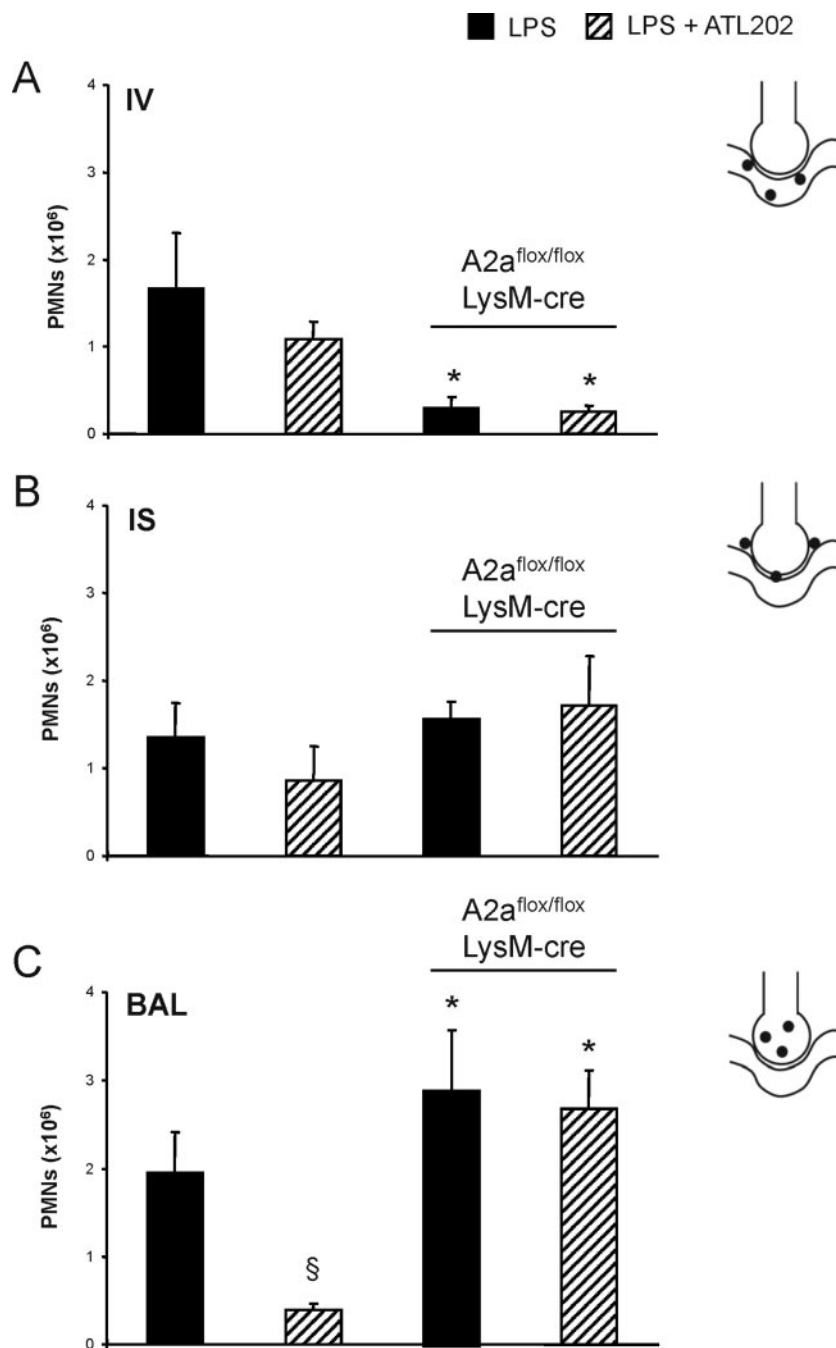 LPS LPS + ATL202
A
IV
4
3
2
1
0
PMNs (x10⁶)
A2a^flox/flox
LysM-cre
* *
B
IS
4
3
2
1
0
PMNs (x10⁶)
A2a^flox/flox
LysM-cre
C
BAL
4
3
2
1
0
PMNs (x10⁶)
A2a^flox/flox
LysM-cre
* *
§